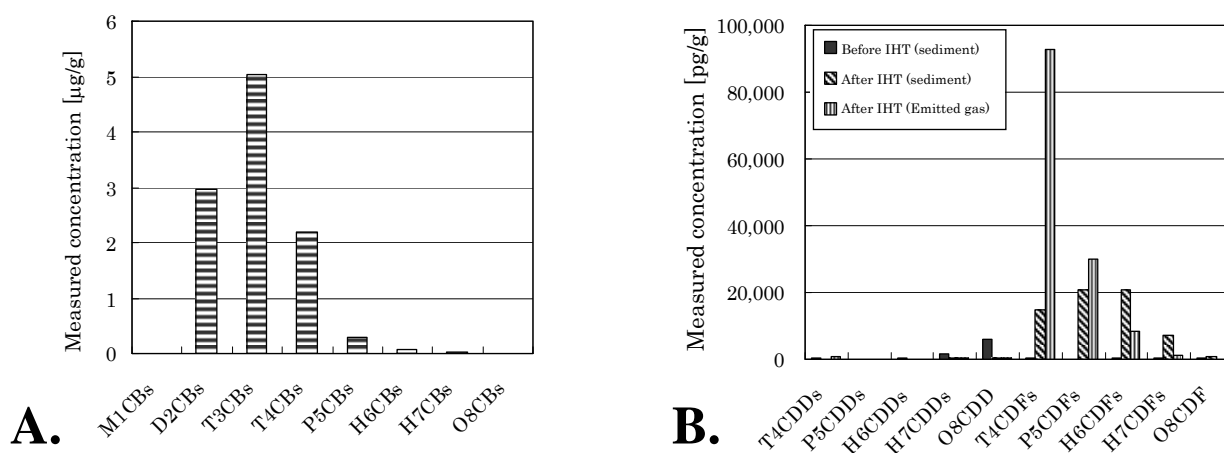 Measured concentration [μg/g]
6
5
4
3
2
1
0
M1CBs
D2CBs
T3CBs
T4CBs
P5CBs
H6CBs
H7CBs
O8CBs
A.
Measured concentration [pg/g]
100,000
80,000
60,000
40,000
20,000
0
Before IHT (sediment)
After IHT (sediment)
After IHT (Emitted gas)
T4CDDs
P5CDDs
H6CDDs
H7CDDs
O8CDD
T4CDFs
P5CDFs
H6CDFs
H7CDFs
O8CDF
B.